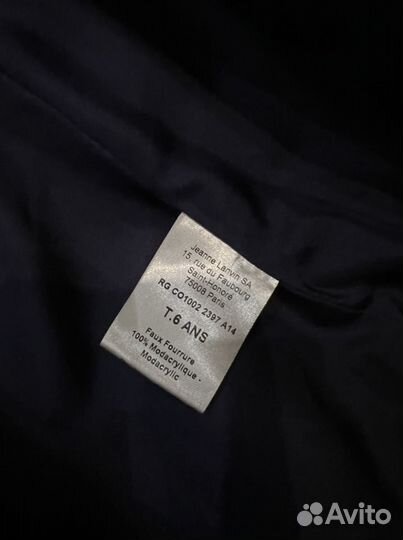 Jeanne Lanvin SA
15, rue du Faubourg
Saint-Honoré
75008 Paris
RG CO1002 2397 A14
T.6 ANS
Faux Fourrure
100% Modacrylique -
Modacrylic
Avito